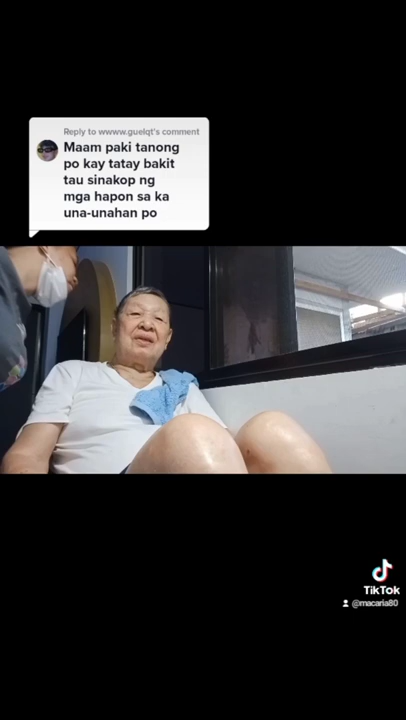 Reply to wwww.guelqt's comment
Maam paki tanong
po kay tatay bakit
tau sinakop ng
mga hapon sa ka
una-unahan po
TikTok
@macaria80